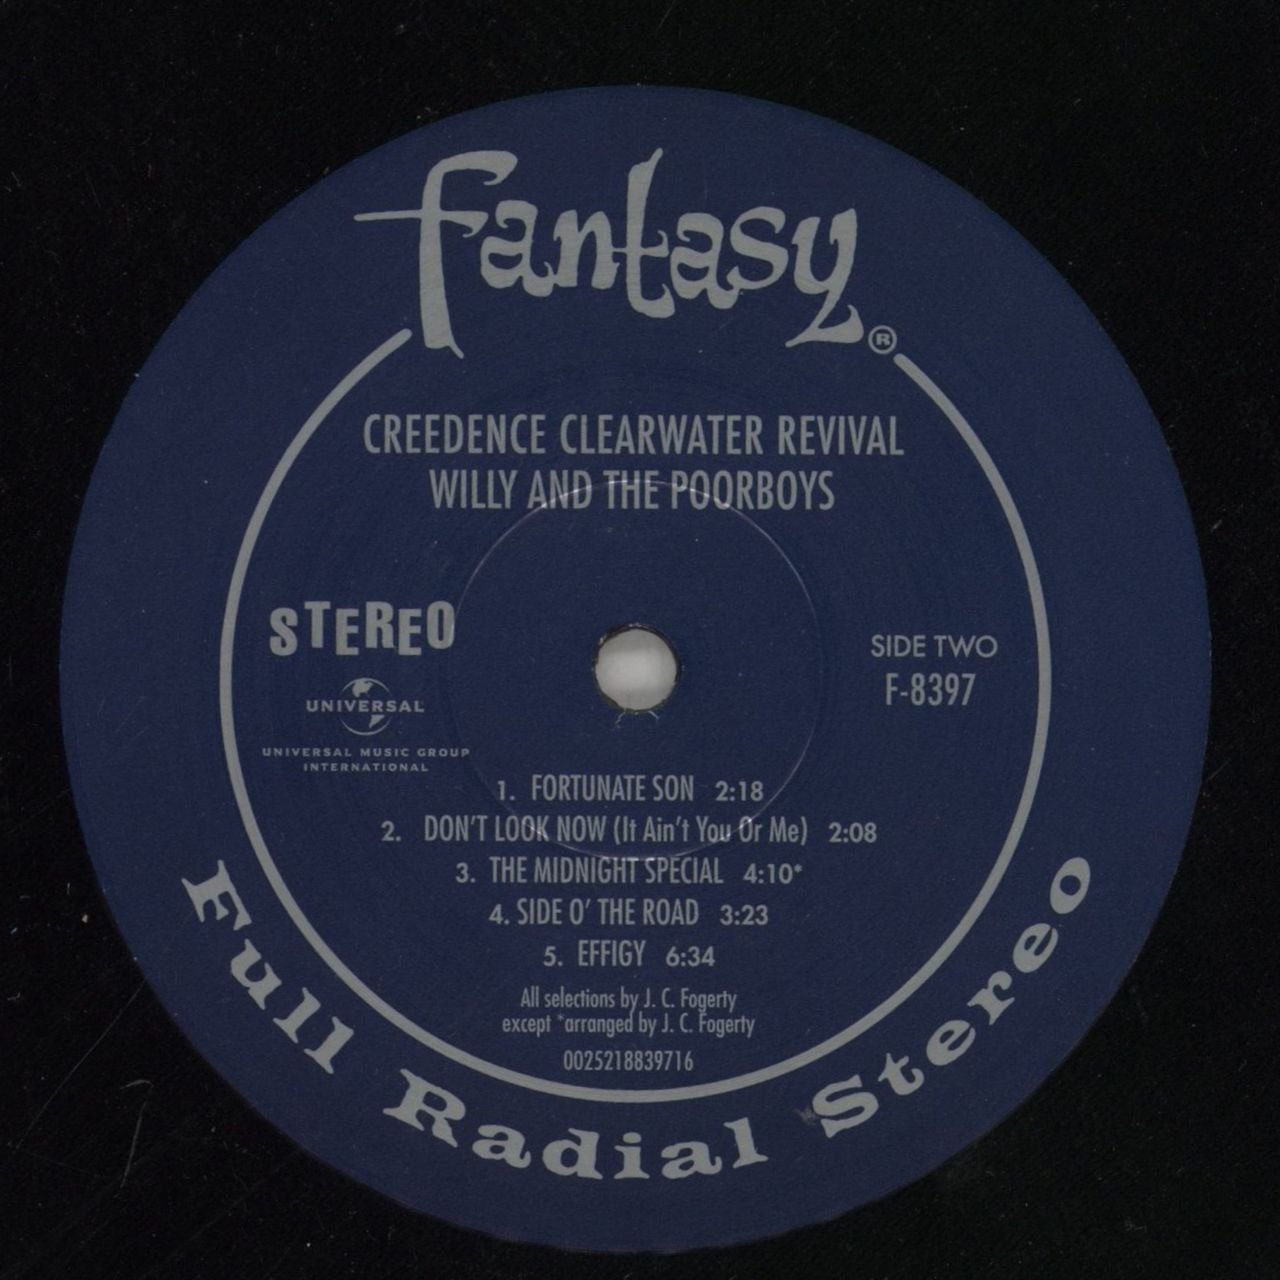 fantasy®
CREEDENCE CLEARWATER REVIVAL
WILLY AND THE POORBOYS
STEREO
UNIVERSAL
UNIVERSAL MUSIC GROUP
INTERNATIONAL
SIDE TWO
F-8397
1. FORTUNATE SON 2:18
2. DON'T LOOK NOW (It Ain't You Or Me) 2:08
3. THE MIDNIGHT SPECIAL 4:10*
4. SIDE O' THE ROAD 3:23
5. EFFIGY 6:34
All selections by J. C. Fogerty
except *arranged by J. C. Fogerty
0025218839716
Full Radial Stereo